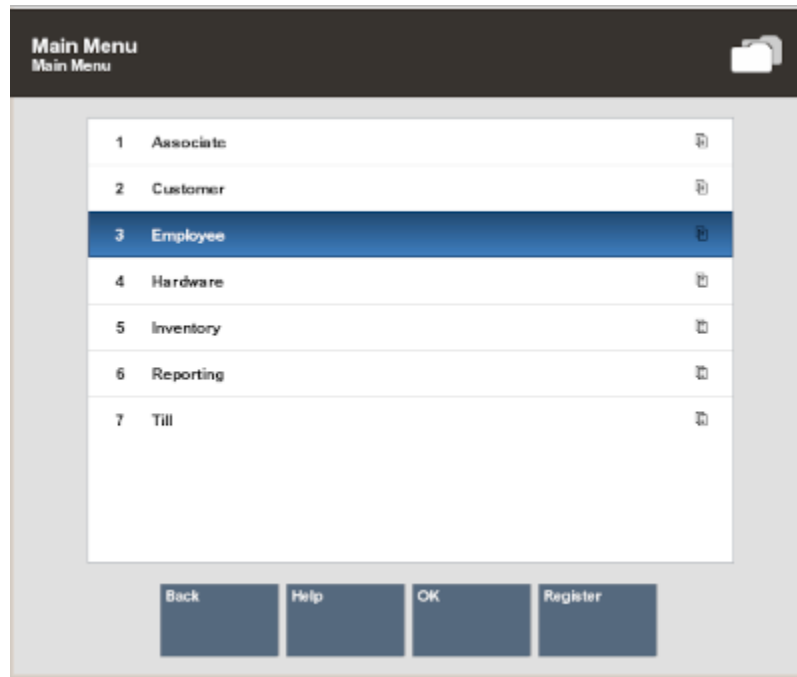 Main Menu
Main Menu
1 Associate
2 Customer
3 Employee
4 Hardware
5 Inventory
6 Reporting
7 Till
Back Help OK Register